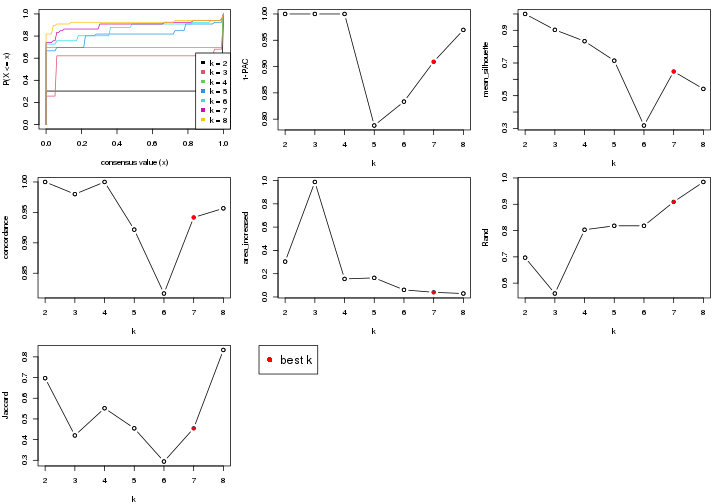 P(X <= x)
1.0
0.8
0.6
0.4
0.2
0.0
k = 2
k = 3
k = 4
k = 5
k = 6
k = 7
k = 8
0.0 0.2 0.4 0.6 0.8 1.0
consensus value (x)
1-PAC
1.00
0.95
0.90
0.85
0.80
2 3 4 5 6 7 8
k
mean_silhouette
0.9
0.7
0.5
0.3
2 3 4 5 6 7 8
k
concordance
1.00
0.95
0.90
0.85
2 3 4 5 6 7 8
k
area_increased
1.0
0.8
0.6
0.4
0.2
0.0
2 3 4 5 6 7 8
k
Rand
1.0
0.9
0.8
0.7
0.6
2 3 4 5 6 7 8
k
Jaccard
0.8
0.7
0.6
0.5
0.4
0.3
2 3 4 5 6 7 8
k
best k